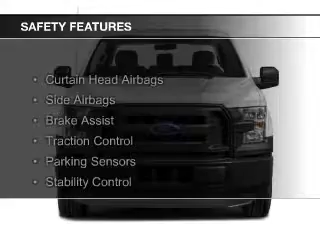 SAFETY FEATURES
• Curtain Head Airbags
• Side Airbags
• Brake Assist
• Traction Control
• Parking Sensors
• Stability Control